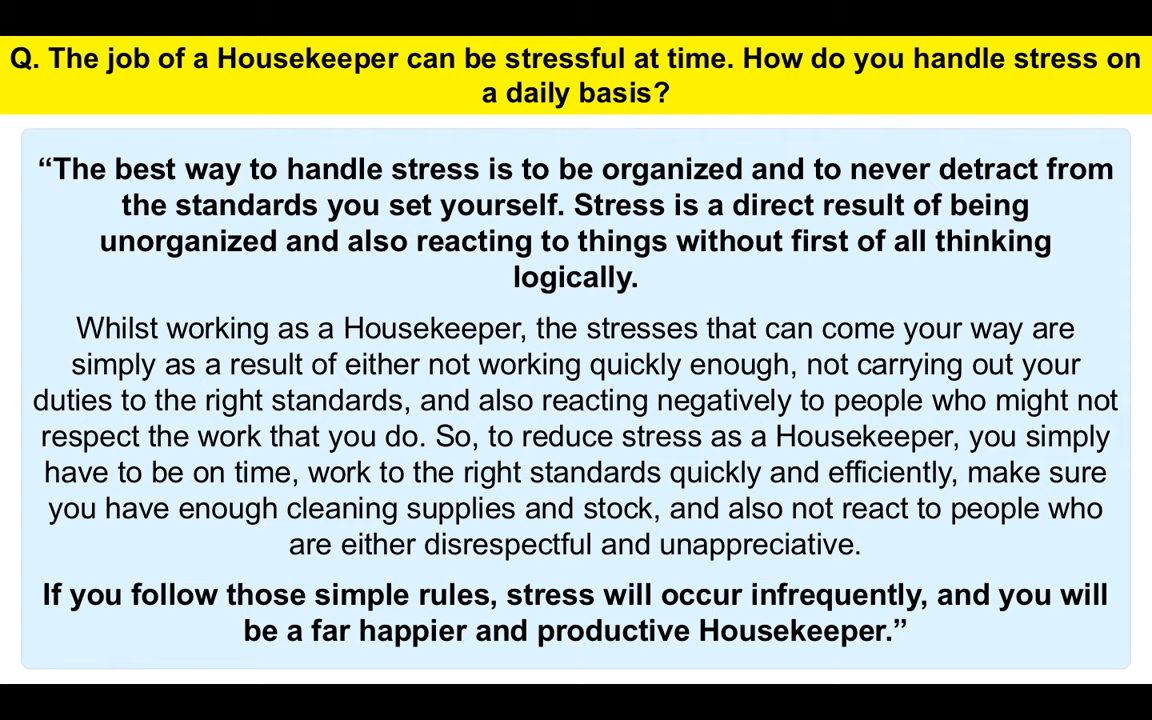 Q. The job of a Housekeeper can be stressful at time. How do you handle stress on
a daily basis?
“The best way to handle stress is to be organized and to never detract from
the standards you set yourself. Stress is a direct result of being
unorganized and also reacting to things without first of all thinking
logically.
Whilst working as a Housekeeper, the stresses that can come your way are
simply as a result of either not working quickly enough, not carrying out your
duties to the right standards, and also reacting negatively to people who might not
respect the work that you do. So, to reduce stress as a Housekeeper, you simply
have to be on time, work to the right standards quickly and efficiently, make sure
you have enough cleaning supplies and stock, and also not react to people who
are either disrespectful and unappreciative.
If you follow those simple rules, stress will occur infrequently, and you will
be a far happier and productive Housekeeper.”